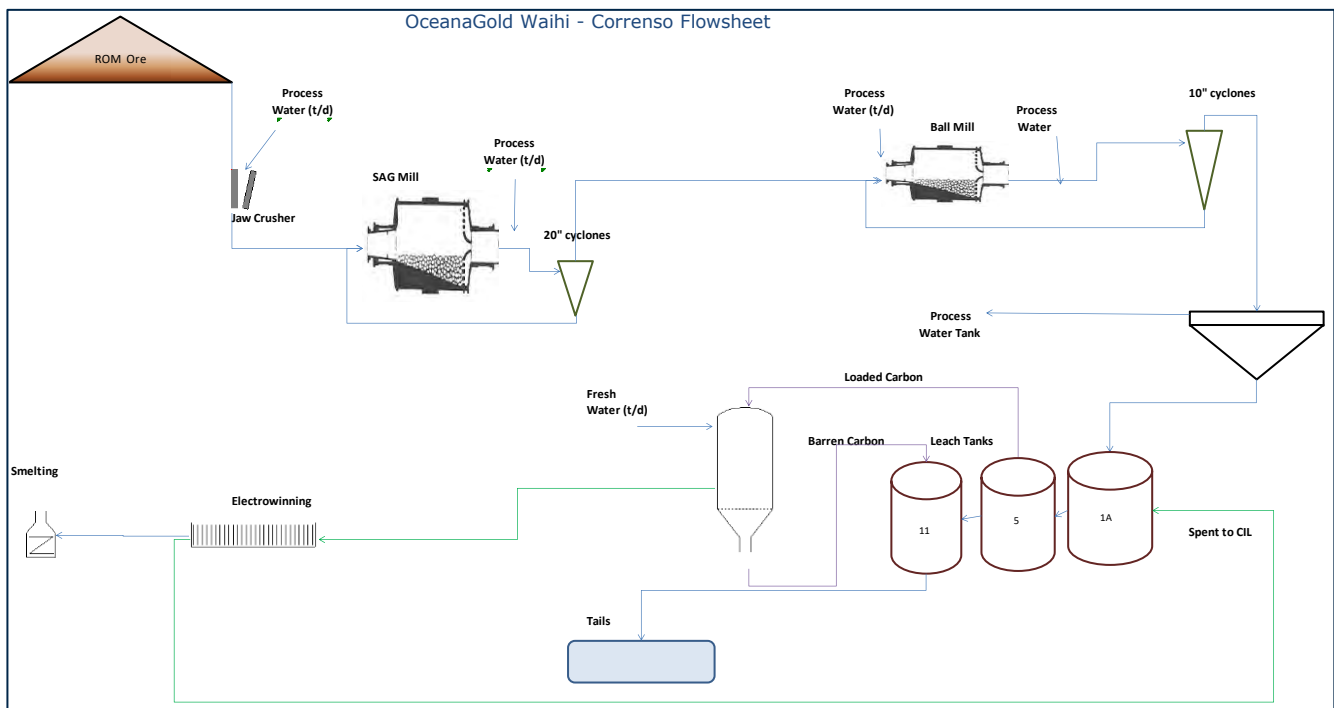 OceanaGold Waihi - Correnso Flowsheet
ROM Ore
Process
Water (t/d)
Jaw Crusher
SAG Mill
Process
Water (t/d)
20" cyclones
Process
Water (t/d)
Ball Mill
Process
Water
10" cyclones
Process
Water Tank
Loaded Carbon
Fresh
Water (t/d)
Barren Carbon
Leach Tanks
11
5
1A
Spent to CIL
Smelting
Electrowinning
Tails